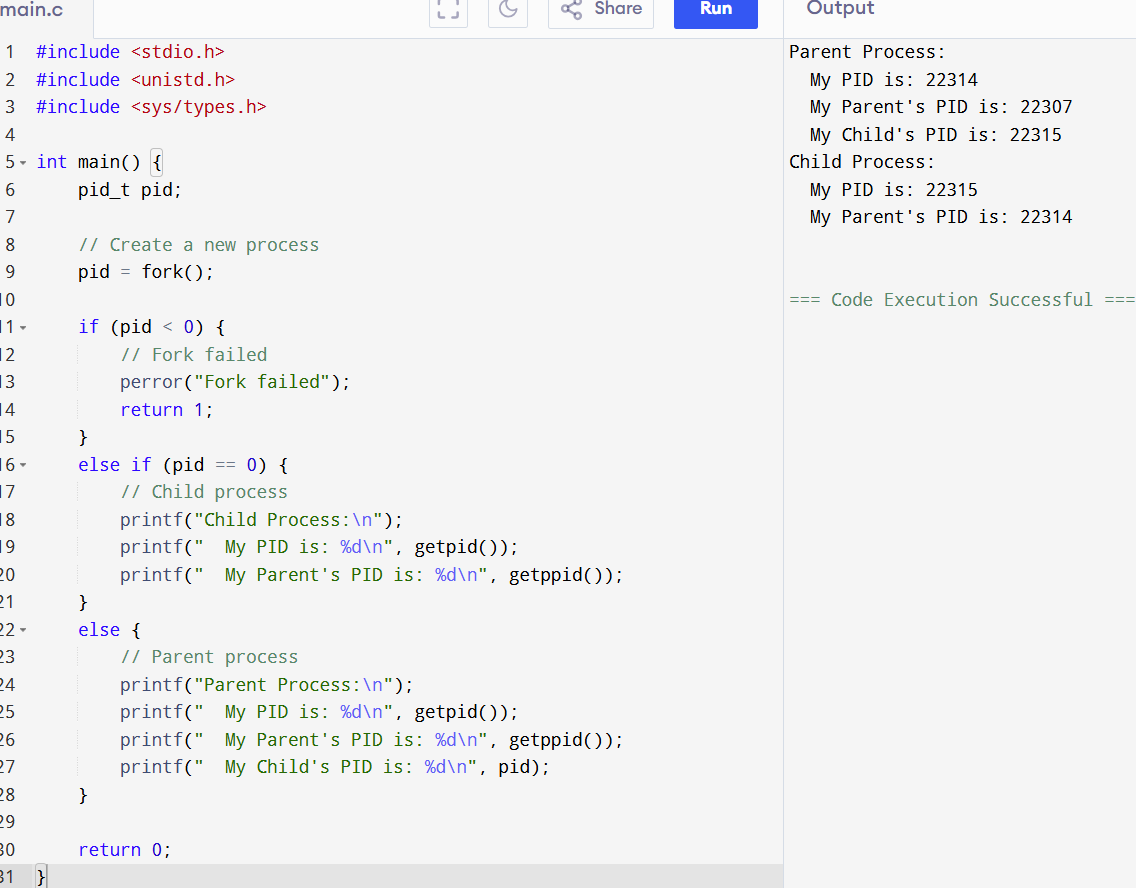 main.c
Share
Run
Output
1 #include <stdio.h>
2 #include <unistd.h>
3 #include <sys/types.h>
4
5 int main() {
6     pid_t pid;
7
8     // Create a new process
9     pid = fork();
10
11     if (pid < 0) {
12         // Fork failed
13         perror("Fork failed");
14         return 1;
15     }
16     else if (pid == 0) {
17         // Child process
18         printf("Child Process:\n");
19         printf("  My PID is: %d\n", getpid());
20         printf("  My Parent's PID is: %d\n", getppid());
21     }
22     else {
23         // Parent process
24         printf("Parent Process:\n");
25         printf("  My PID is: %d\n", getpid());
26         printf("  My Parent's PID is: %d\n", getppid());
27         printf("  My Child's PID is: %d\n", pid);
28     }
29
30     return 0;
31 }
Parent Process:
  My PID is: 22314
  My Parent's PID is: 22307
  My Child's PID is: 22315
Child Process:
  My PID is: 22315
  My Parent's PID is: 22314
=== Code Execution Successful ===